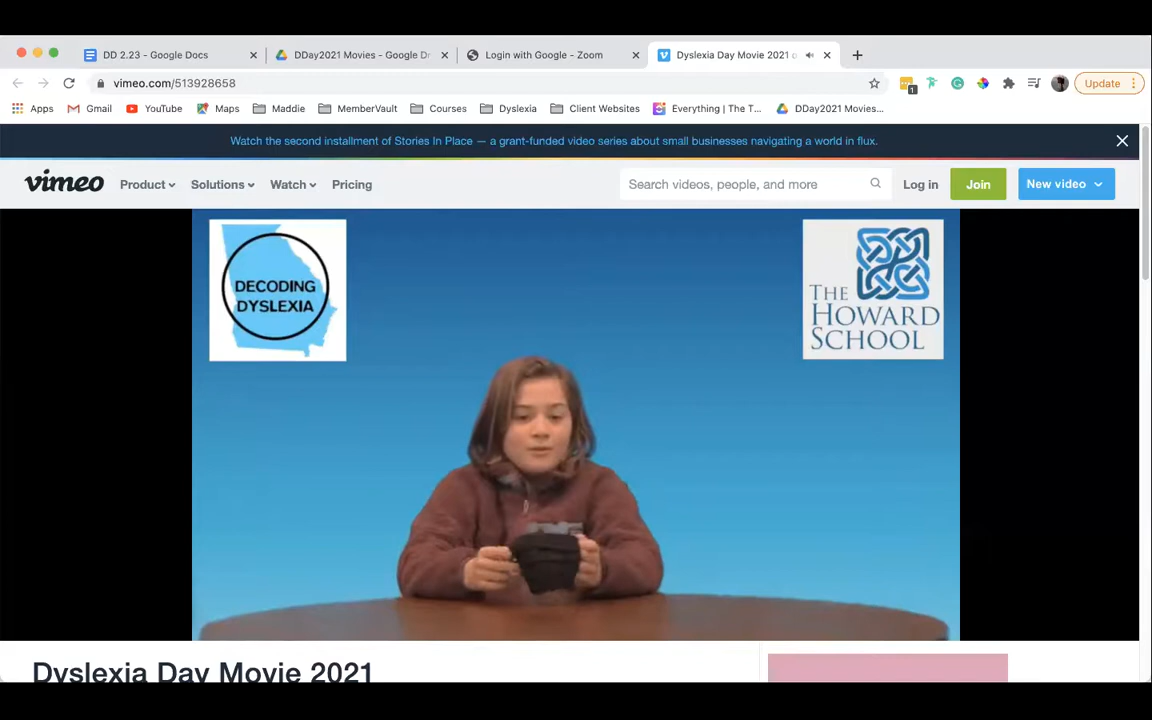 DD 2.23 - Google Docs
DDay2021 Movies - Google Dr
Login with Google - Zoom
Dyslexia Day Movie 2021 o
vimeo.com/513928658
1
Update
Apps
Gmail
YouTube
Maps
Maddie
MemberVault
Courses
Dyslexia
Client Websites
Everything | The T...
DDay2021 Movies...
Watch the second installment of Stories In Place — a grant-funded video series about small businesses navigating a world in flux.
vimeo
Product
Solutions
Watch
Pricing
Search videos, people, and more
Log in
Join
New video
DECODING
DYSLEXIA
THE
HOWARD
SCHOOL
Dyslexia Day Movie 2021